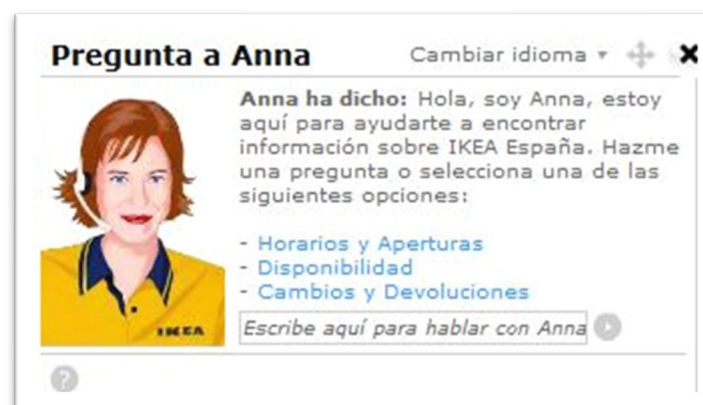 Pregunta a Anna Cambiar idioma
Anna ha dicho: Hola, soy Anna, estoy
aquí para ayudarte a encontrar
información sobre IKEA España. Hazme
una pregunta o selecciona una de las
siguientes opciones:
- Horarios y Aperturas
- Disponibilidad
- Cambios y Devoluciones
IKEA
Escribe aquí para hablar con Anna
?